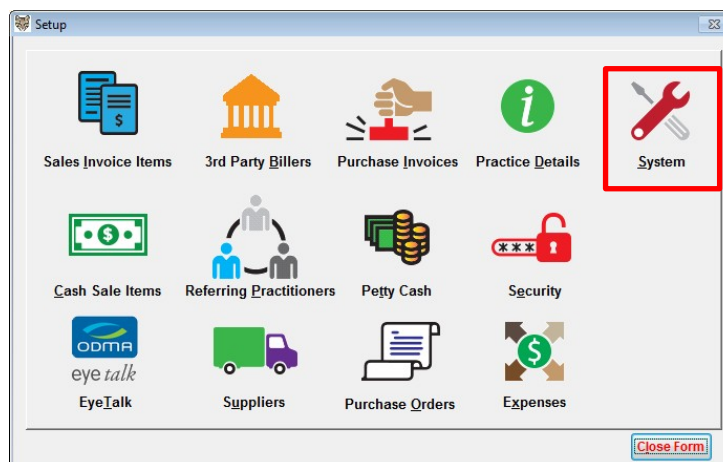 Setup
Sales Invoice Items
3rd Party Billers
Purchase Invoices
Practice Details
System
Cash Sale Items
Referring Practitioners
Petty Cash
Security
ODMA
eye talk
EyeTalk
Suppliers
Purchase Orders
Expenses
Close Form